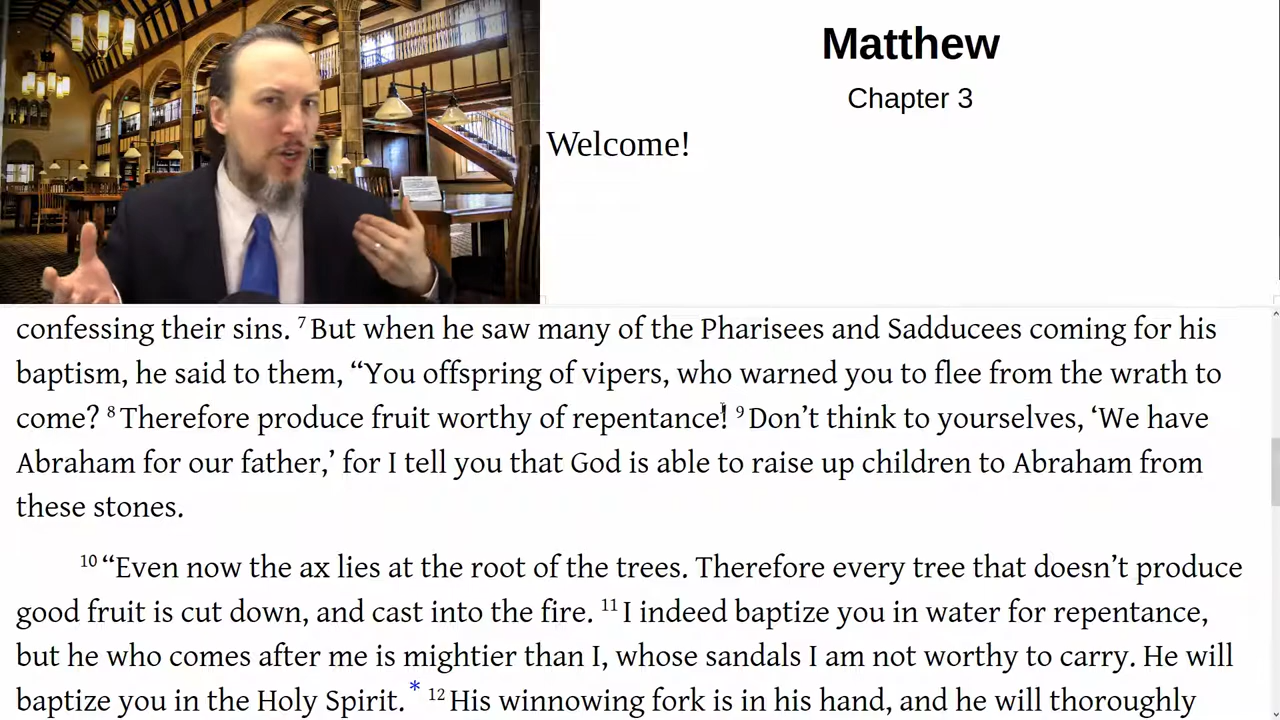 Matthew
Chapter 3
Welcome!
confessing their sins. ⁷ But when he saw many of the Pharisees and Sadducees coming for his
baptism, he said to them, “You offspring of vipers, who warned you to flee from the wrath to
come? ⁸ Therefore produce fruit worthy of repentance! ⁹ Don’t think to yourselves, ‘We have
Abraham for our father,’ for I tell you that God is able to raise up children to Abraham from
these stones.
¹⁰ “Even now the ax lies at the root of the trees. Therefore every tree that doesn’t produce
good fruit is cut down, and cast into the fire. ¹¹ I indeed baptize you in water for repentance,
but he who comes after me is mightier than I, whose sandals I am not worthy to carry. He will
baptize you in the Holy Spirit.* ¹² His winnowing fork is in his hand, and he will thoroughly